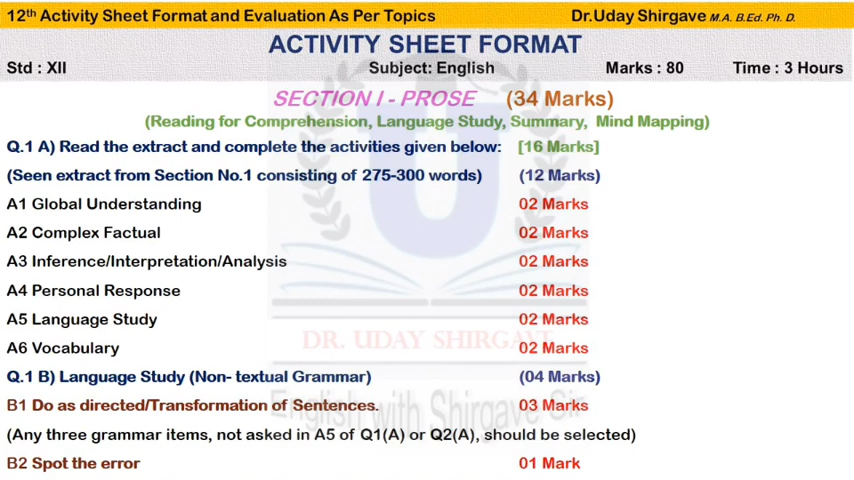 12th Activity Sheet Format and Evaluation As Per Topics Dr.Uday Shirgave M.A. B.Ed. Ph. D.
ACTIVITY SHEET FORMAT
Std : XII Subject: English Marks : 80 Time : 3 Hours
SECTION I - PROSE (34 Marks)
(Reading for Comprehension, Language Study, Summary, Mind Mapping)
Q.1 A) Read the extract and complete the activities given below: [16 Marks]
(Seen extract from Section No.1 consisting of 275-300 words) (12 Marks)
A1 Global Understanding 02 Marks
A2 Complex Factual 02 Marks
A3 Inference/Interpretation/Analysis 02 Marks
A4 Personal Response 02 Marks
A5 Language Study 02 Marks
DR. UDAY SHIRGAVE
A6 Vocabulary 02 Marks
Q.1 B) Language Study (Non- textual Grammar) (04 Marks)
B1 Do as directed/Transformation of Sentences. 03 Marks
English with Shirgave Sir
(Any three grammar items, not asked in A5 of Q1(A) or Q2(A), should be selected)
B2 Spot the error 01 Mark